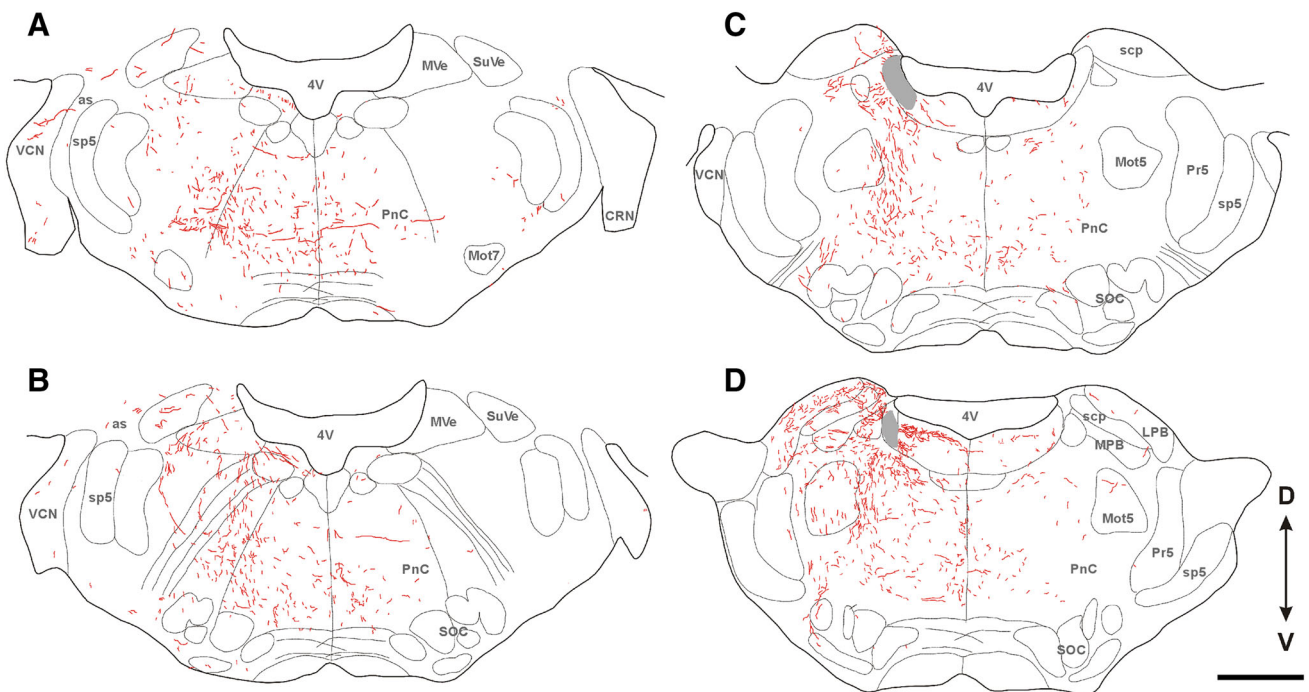 A
4V
MVe
SuVe
as
sp5
VCN
PnC
CRN
Mot7
C
4V
scp
VCN
Mot5
Pr5
sp5
PnC
SOC
B
4V
MVe
SuVe
as
sp5
VCN
PnC
SOC
D
4V
scp
LPB
MPB
Mot5
Pr5
PnC
sp5
SOC
D
V